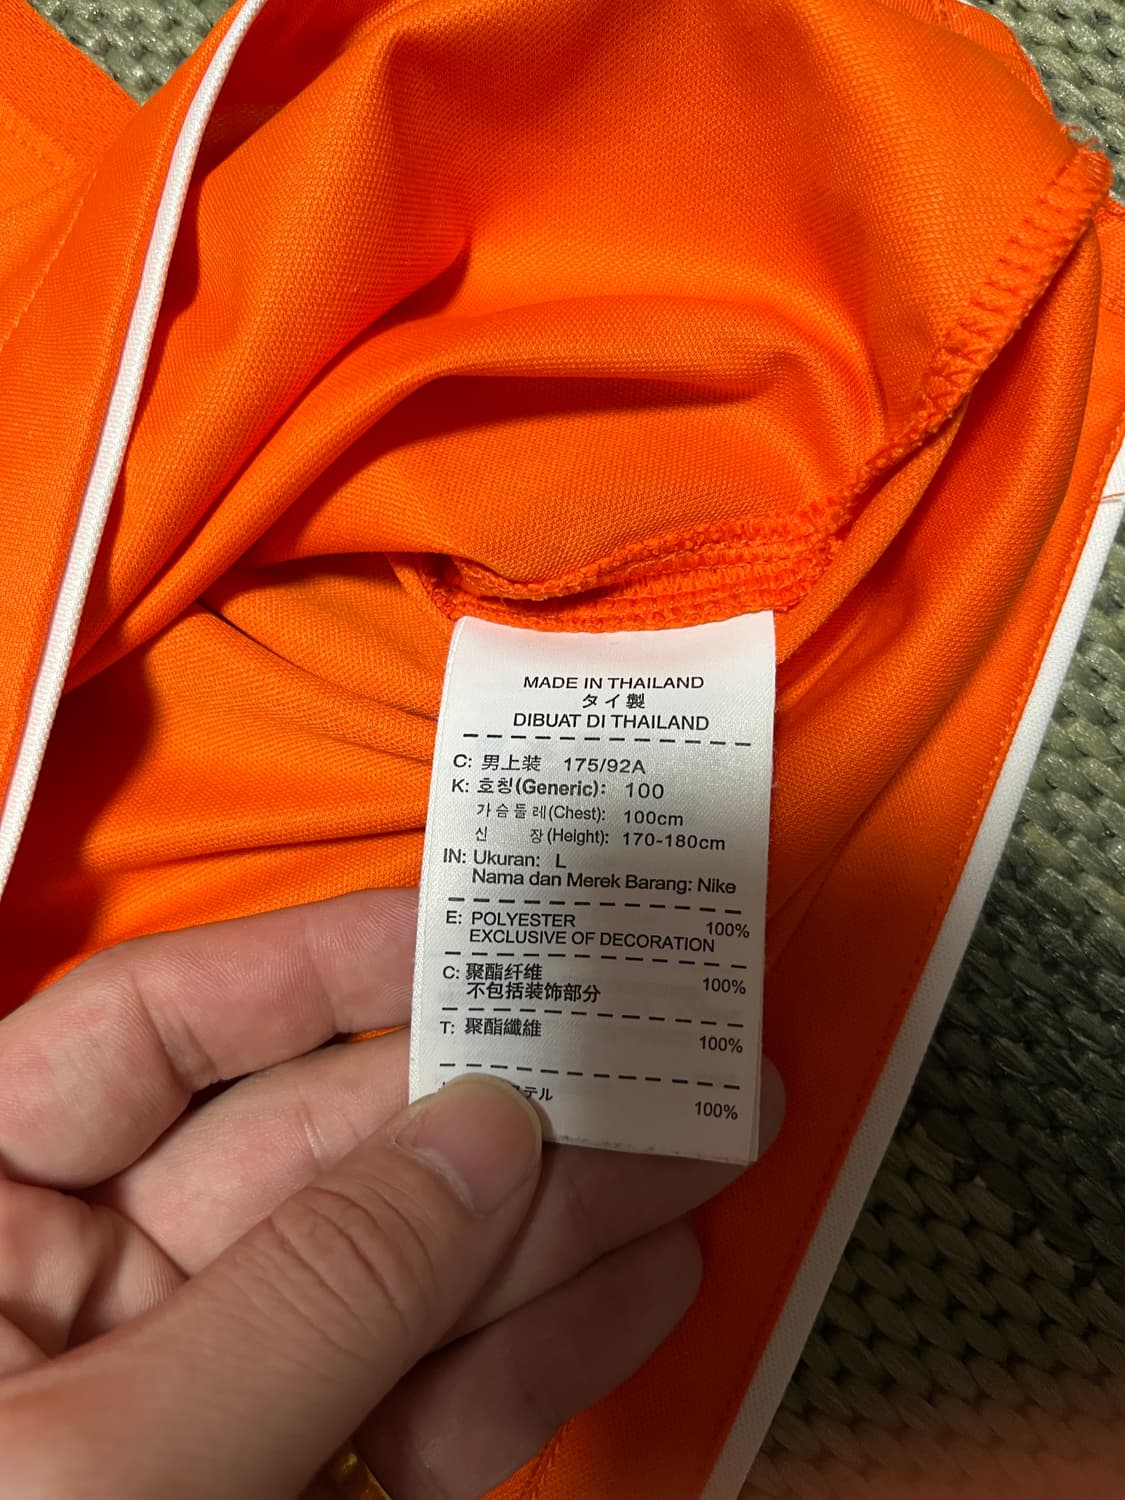 MADE IN THAILAND
タイ製
DIBUAT DI THAILAND
C: 男上装 175/92A
K: 호칭(Generic): 100
가슴둘레(Chest): 100cm
신 장(Height): 170-180cm
IN: Ukuran: L
Nama dan Merek Barang: Nike
E: POLYESTER 100%
EXCLUSIVE OF DECORATION
C: 聚酯纤维 100%
不包括装饰部分
T: 聚酯纖維 100%
テル 100%